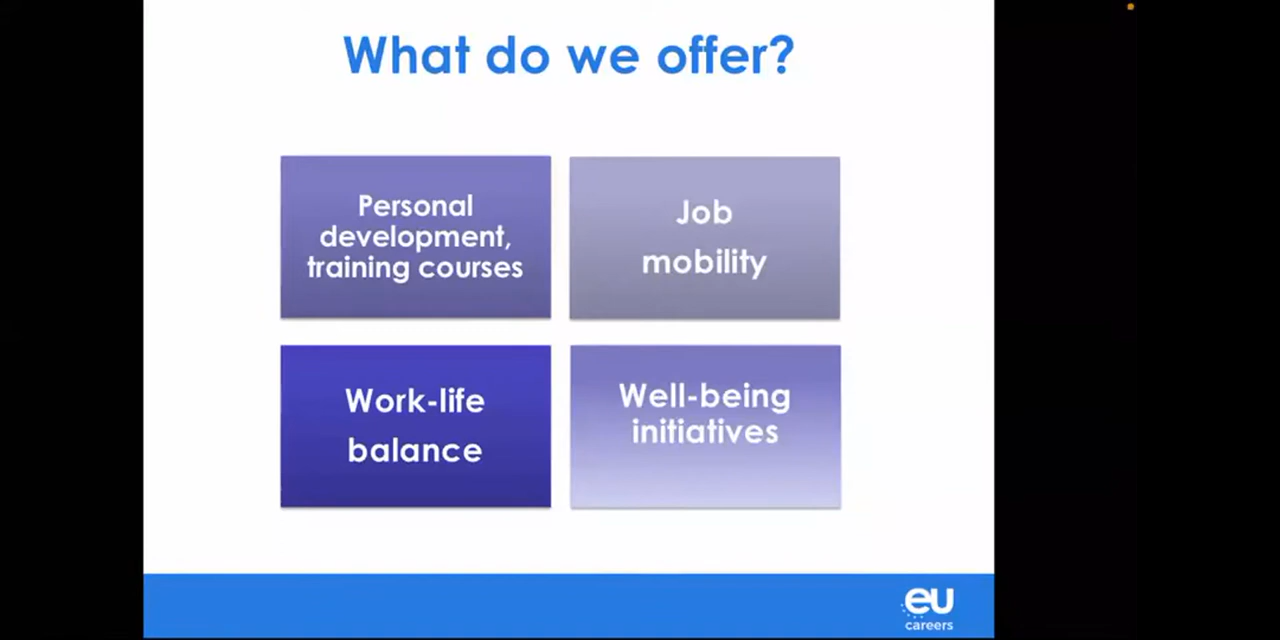 What do we offer?
Personal
development,
training courses
Job
mobility
Work-life
balance
Well-being
initiatives
eu
careers